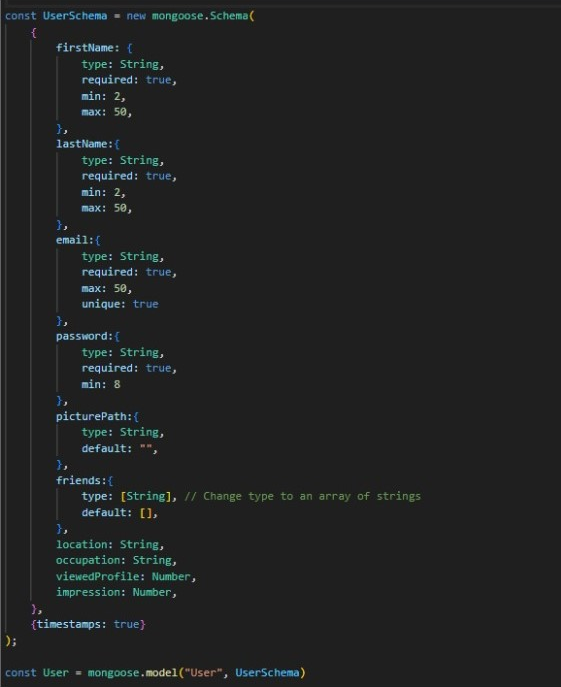 const UserSchema = new mongoose.Schema(
    {
        firstName: {
            type: String,
            required: true,
            min: 2,
            max: 50,
        },
        lastName:{
            type: String,
            required: true,
            min: 2,
            max: 50,
        },
        email:{
            type: String,
            required: true,
            max: 50,
            unique: true
        },
        password:{
            type: String,
            required: true,
            min: 8
        },
        picturePath:{
            type: String,
            default: "",
        },
        friends:{
            type: [String], // Change type to an array of strings
            default: [],
        },
        location: String,
        occupation: String,
        viewedProfile: Number,
        impression: Number,
    },
    {timestamps: true}
);

const User = mongoose.model("User", UserSchema)